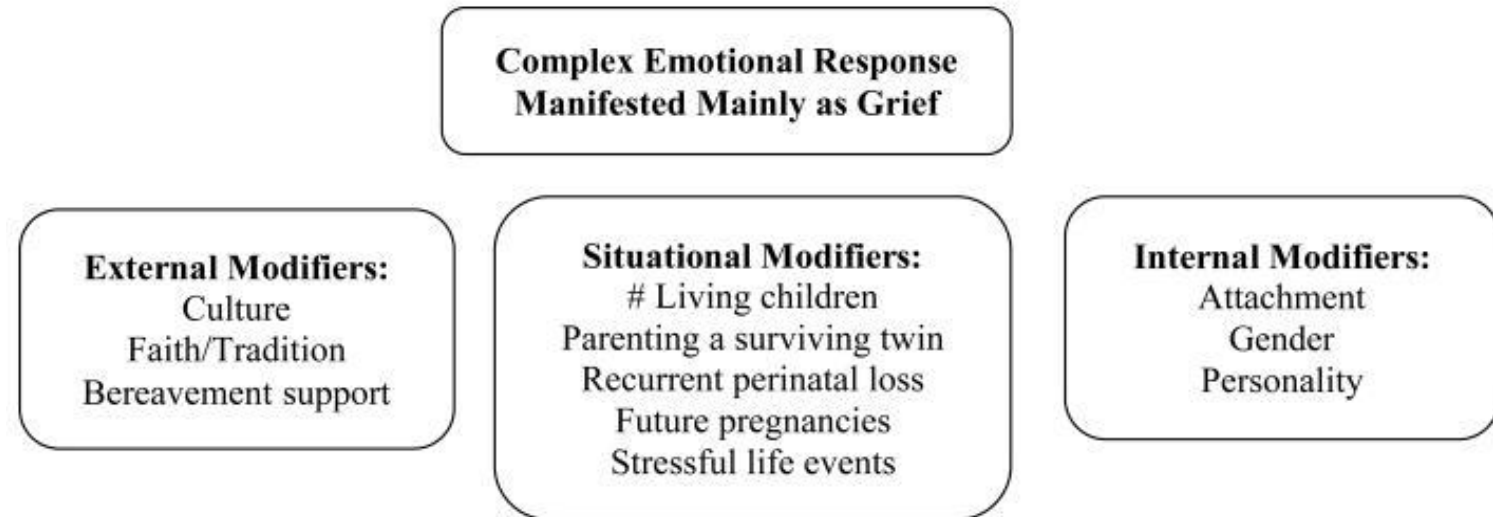 Complex Emotional Response
Manifested Mainly as Grief
External Modifiers:
Culture
Faith/Tradition
Bereavement support
Situational Modifiers:
# Living children
Parenting a surviving twin
Recurrent perinatal loss
Future pregnancies
Stressful life events
Internal Modifiers:
Attachment
Gender
Personality